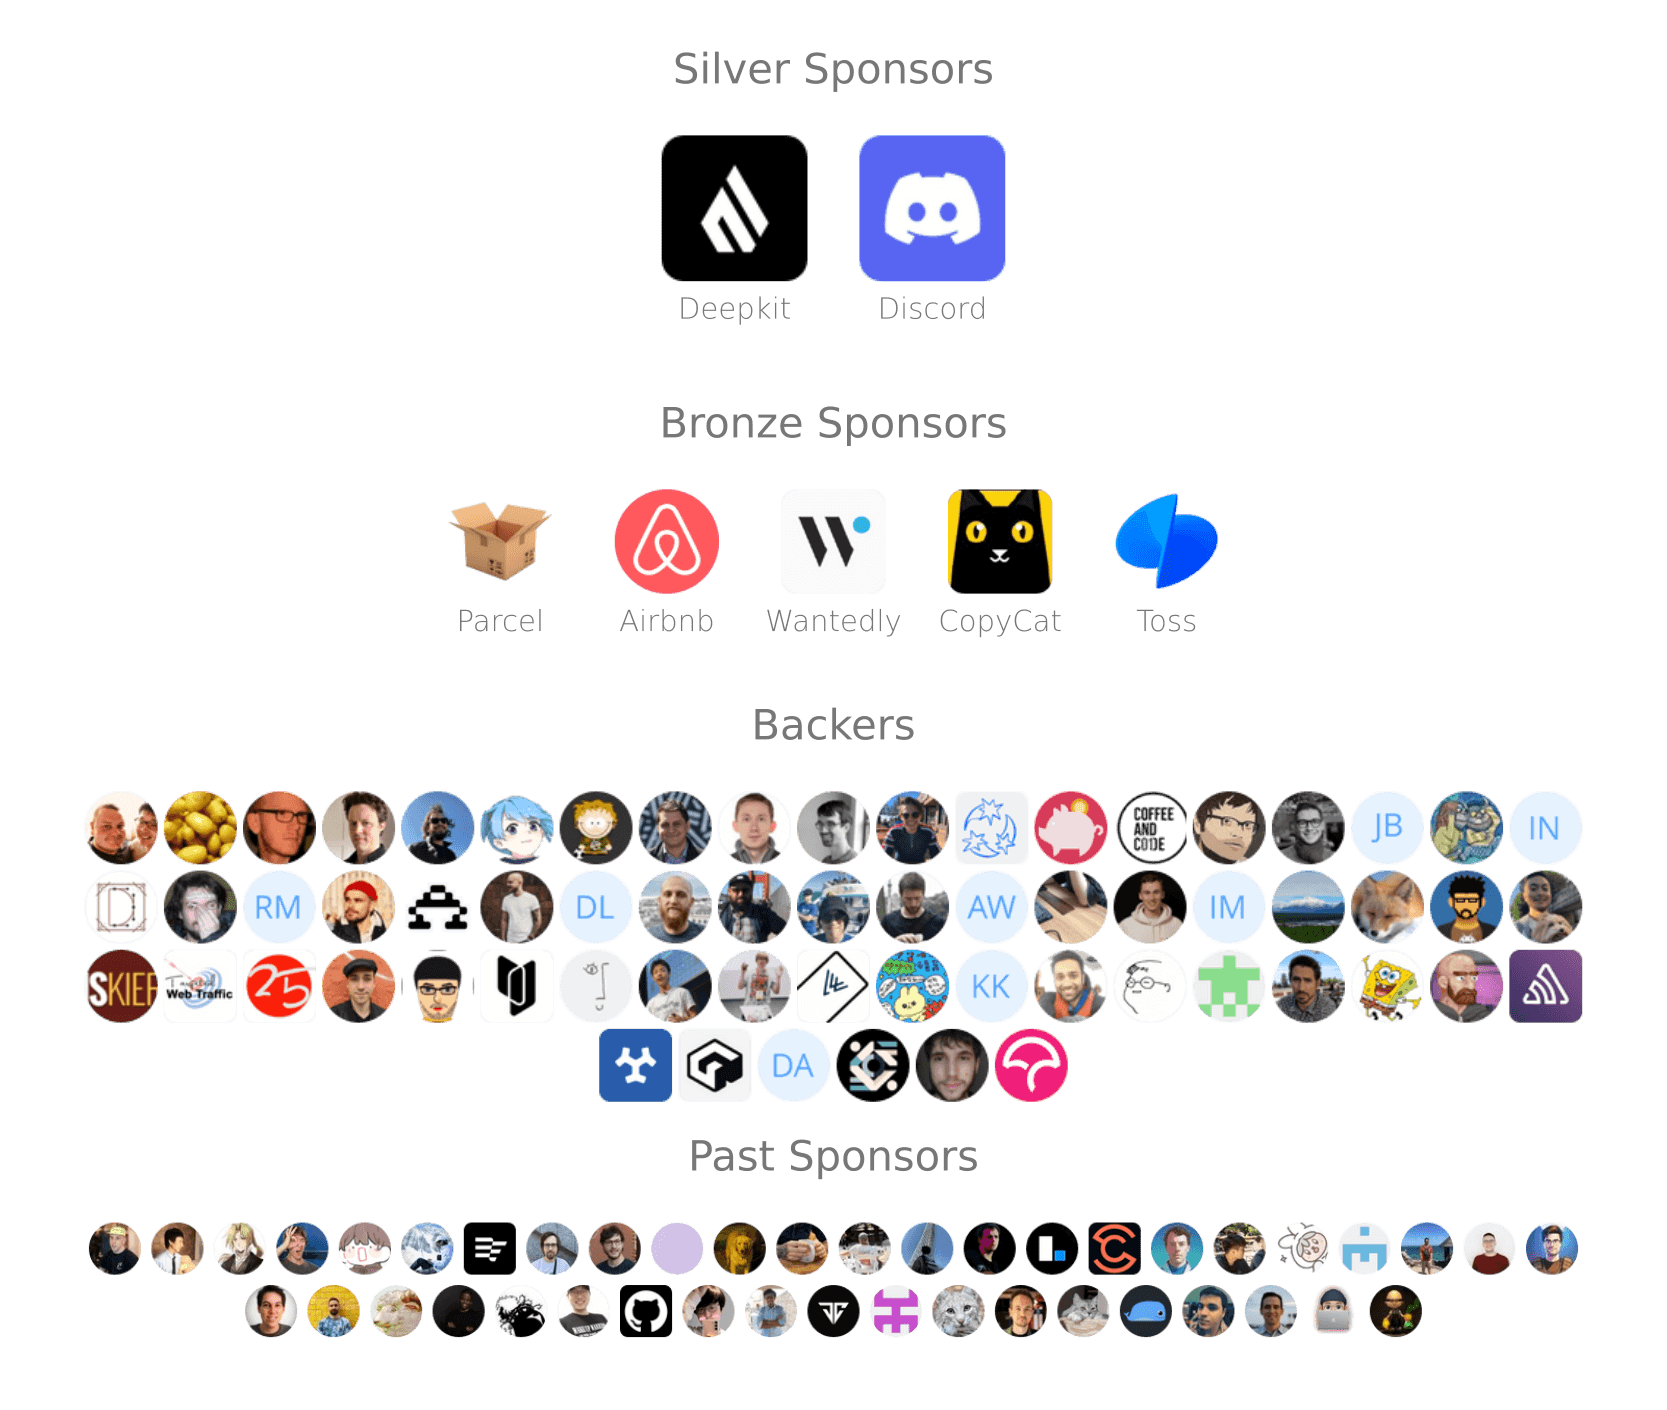 Silver Sponsors
Deepkit
Discord
Bronze Sponsors
Parcel
Airbnb
Wantedly
CopyCat
Toss
Backers
COFFEE
AND
CODE
JB
IN
RM
DL
AW
IM
SKIEF
Web Traffic
25
KK
DA
Past Sponsors